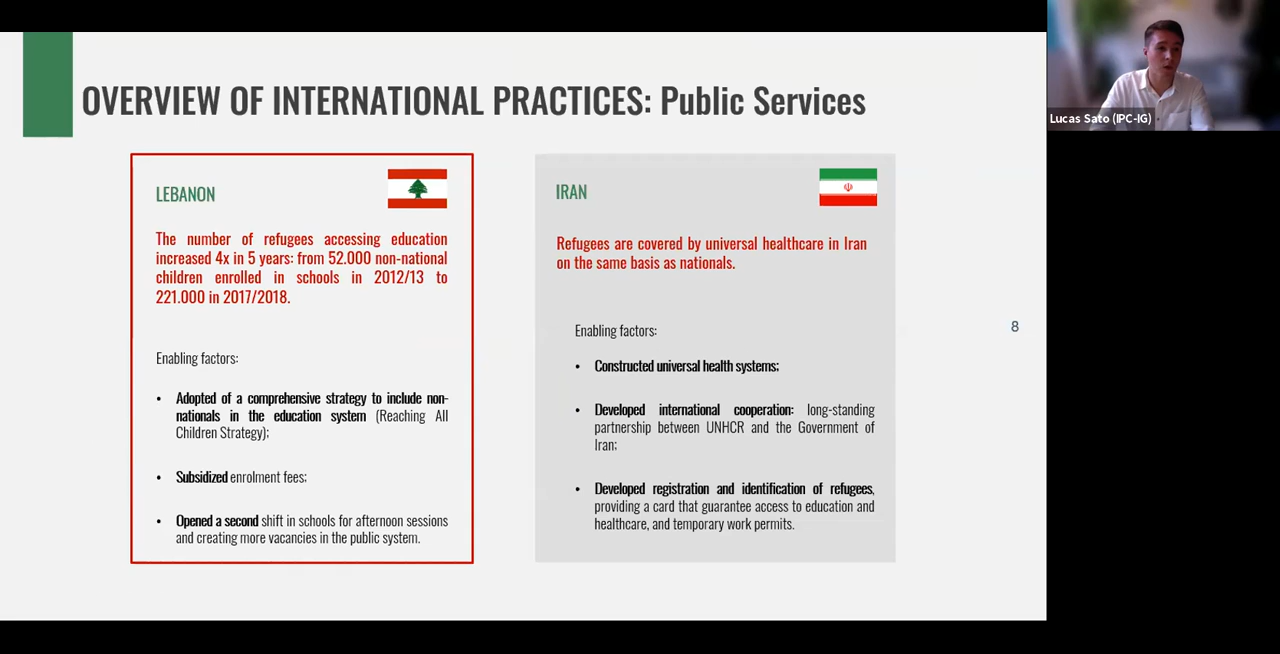 OVERVIEW OF INTERNATIONAL PRACTICES: Public Services
LEBANON
The number of refugees accessing education
increased 4x in 5 years: from 52.000 non-national
children enrolled in schools in 2012/13 to
221.000 in 2017/2018.
Enabling factors:
• Adopted of a comprehensive strategy to include non-
nationals in the education system (Reaching All
Children Strategy);
• Subsidized enrolment fees;
• Opened a second shift in schools for afternoon sessions
and creating more vacancies in the public system.
IRAN
Refugees are covered by universal healthcare in Iran
on the same basis as nationals.
Enabling factors:
• Constructed universal health systems;
• Developed international cooperation: long-standing
partnership between UNHCR and the Government of
Iran;
• Developed registration and identification of refugees,
providing a card that guarantee access to education and
healthcare, and temporary work permits.
8
Lucas Sato (IPC-IG)